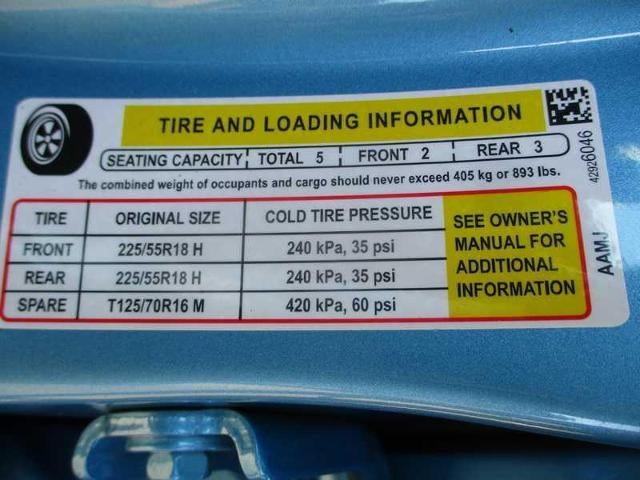 TIRE AND LOADING INFORMATION
SEATING CAPACITY TOTAL 5 FRONT 2 REAR 3
The combined weight of occupants and cargo should never exceed 405 kg or 893 lbs.
TIRE ORIGINAL SIZE COLD TIRE PRESSURE
FRONT 225/55R18 H 240 kPa, 35 psi
REAR 225/55R18 H 240 kPa, 35 psi
SPARE T125/70R16 M 420 kPa, 60 psi
SEE OWNER'S
MANUAL FOR
ADDITIONAL
INFORMATION
42926046
AAMJ